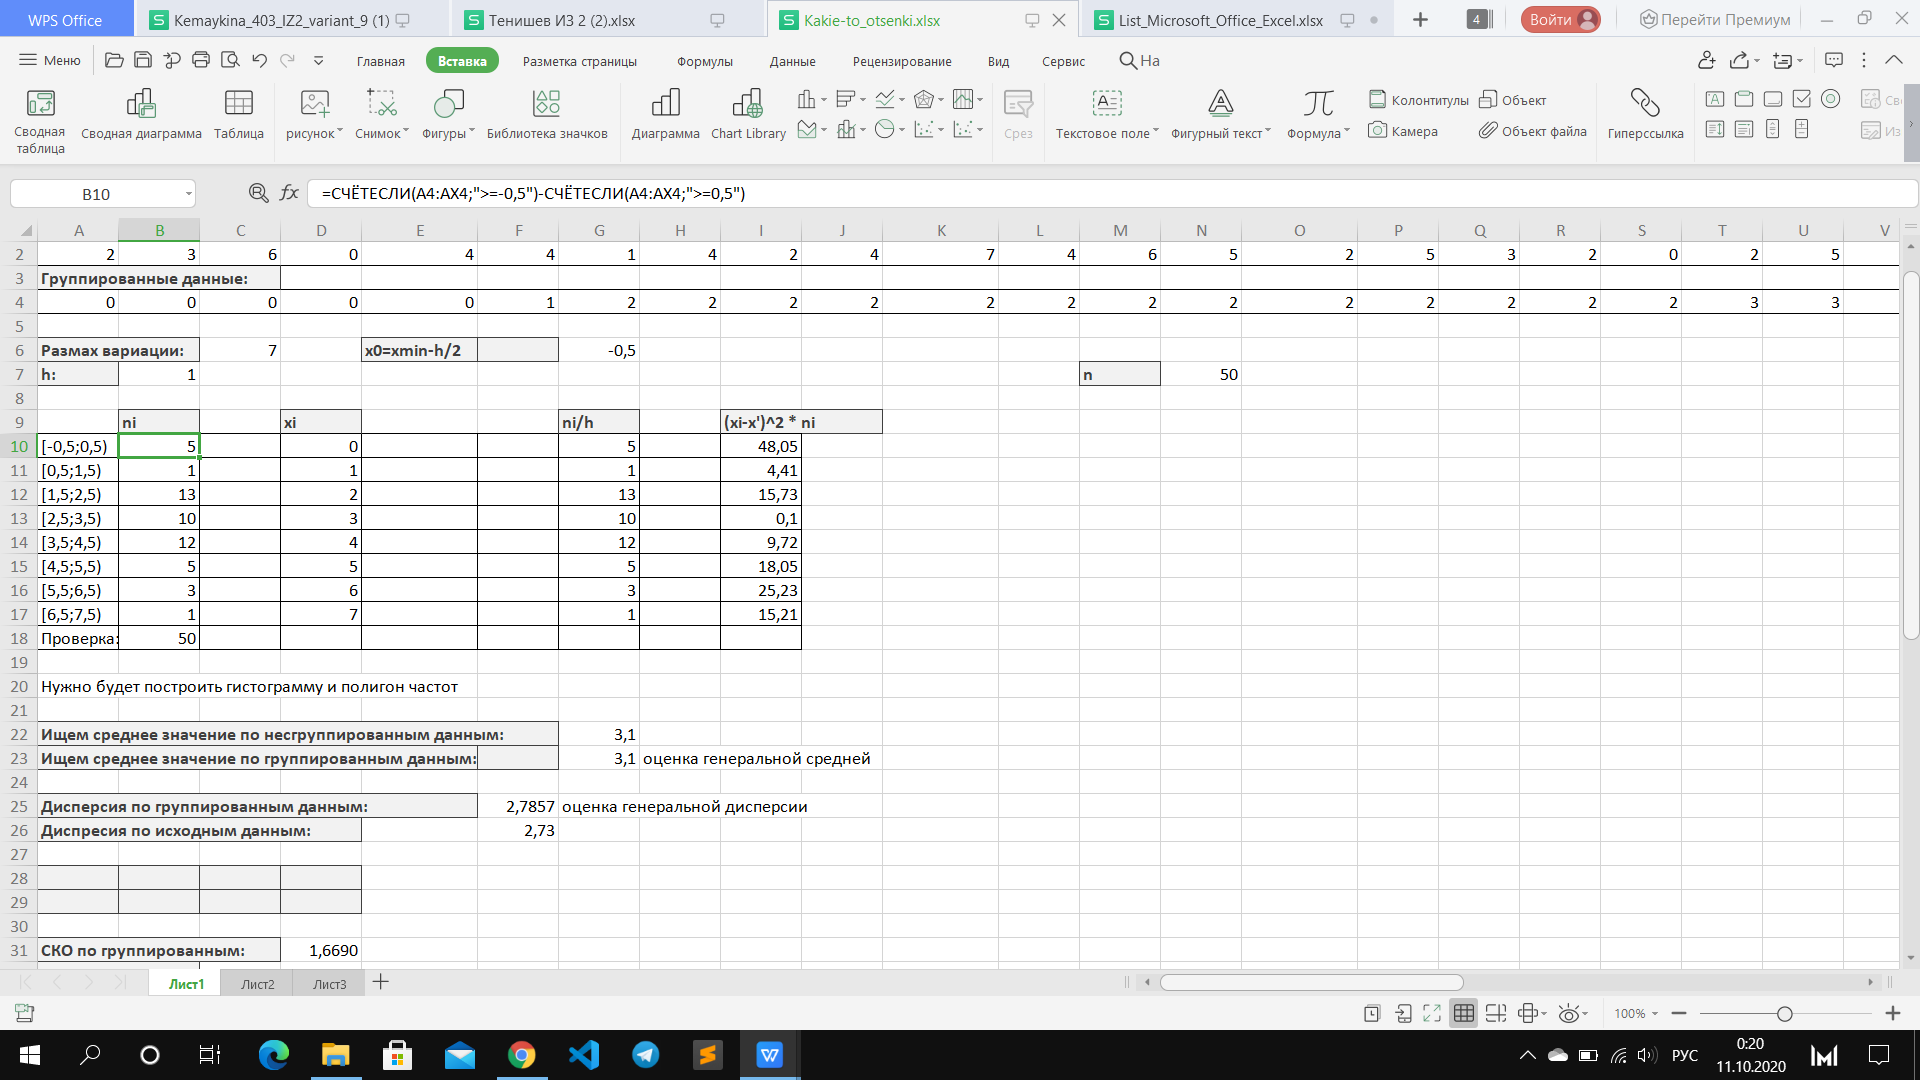 WPS Office Kemaykina_403_IZ2_variant_9 (1) Тенишев ИЗ 2 (2).xlsx Kakie-to_otsenki.xlsx List_Microsoft_Office_Excel.xlsx 4 Войти Перейти Премиум
Меню Главная Вставка Разметка страницы Формулы Данные Рецензирование Вид Сервис На
Сводная таблица Сводная диаграмма Таблица рисунок Снимок Фигуры Библиотека значков Диаграмма Chart Library Срез Текстовое поле Фигурный текст Формула Колонтитулы Камера Объект Объект файла Гиперссылка Св Из
B10 fx =СЧЁТЕСЛИ(A4:AX4;">=-0,5")-СЧЁТЕСЛИ(A4:AX4;">=0,5")
A B C D E F G H I J K L M N O P Q R S T U V
2 2 3 6 0 4 4 1 4 2 4 7 4 6 5 2 5 3 2 0 2 5
3 Группированные данные:
4 0 0 0 0 0 1 2 2 2 2 2 2 2 2 2 2 2 2 2 3 3
5
6 Размах вариации: 7 x0=xmin-h/2 -0,5
7 h: 1 n 50
8
9 ni xi ni/h (xi-x')^2 * ni
10 [-0,5;0,5) 5 0 5 48,05
11 [0,5;1,5) 1 1 1 4,41
12 [1,5;2,5) 13 2 13 15,73
13 [2,5;3,5) 10 3 10 0,1
14 [3,5;4,5) 12 4 12 9,72
15 [4,5;5,5) 5 5 5 18,05
16 [5,5;6,5) 3 6 3 25,23
17 [6,5;7,5) 1 7 1 15,21
18 Проверка: 50
19
20 Нужно будет построить гистограмму и полигон частот
21
22 Ищем среднее значение по несгруппированным данным: 3,1
23 Ищем среднее значение по группированным данным: 3,1 оценка генеральной средней
24
25 Дисперсия по группированным данным: 2,7857 оценка генеральной дисперсии
26 Диспресия по исходным данным: 2,73
27
28
29
30
31 СКО по группированным: 1,6690
Лист1 Лист2 Лист3
100%
РУС 0:20
11.10.2020